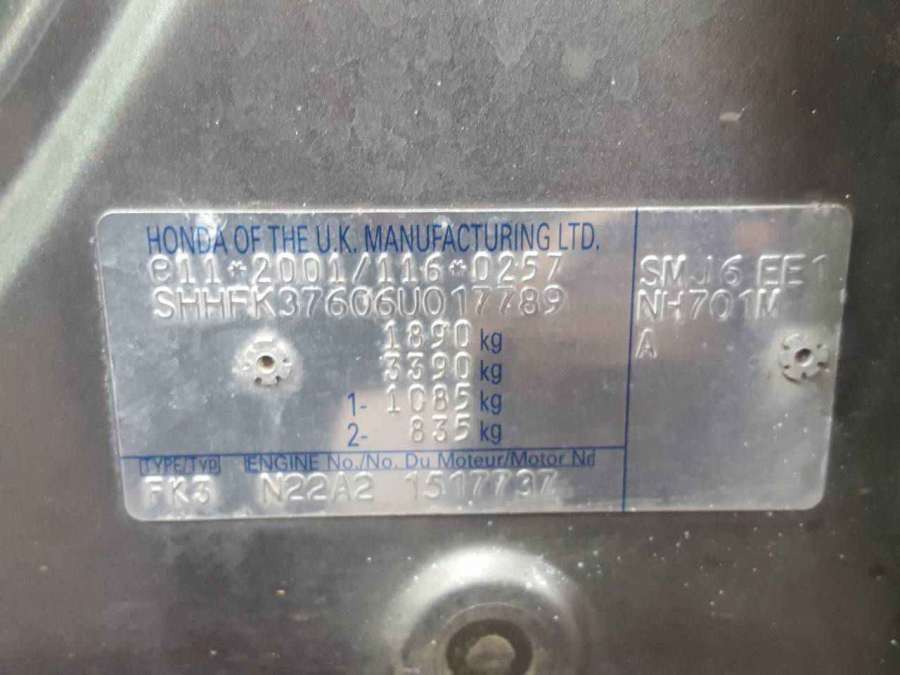 HONDA OF THE U.K. MANUFACTURING LTD.
e11*2001/116*0257
SHHFK37606U017789
1890 kg
3390 kg
1- 1085 kg
2- 835 kg
TYPE/TYP ENGINE No./No. Du Moteur/Motor Nr
FK3 N22A2 1517737
SMJ6 EE1
NH701M
A